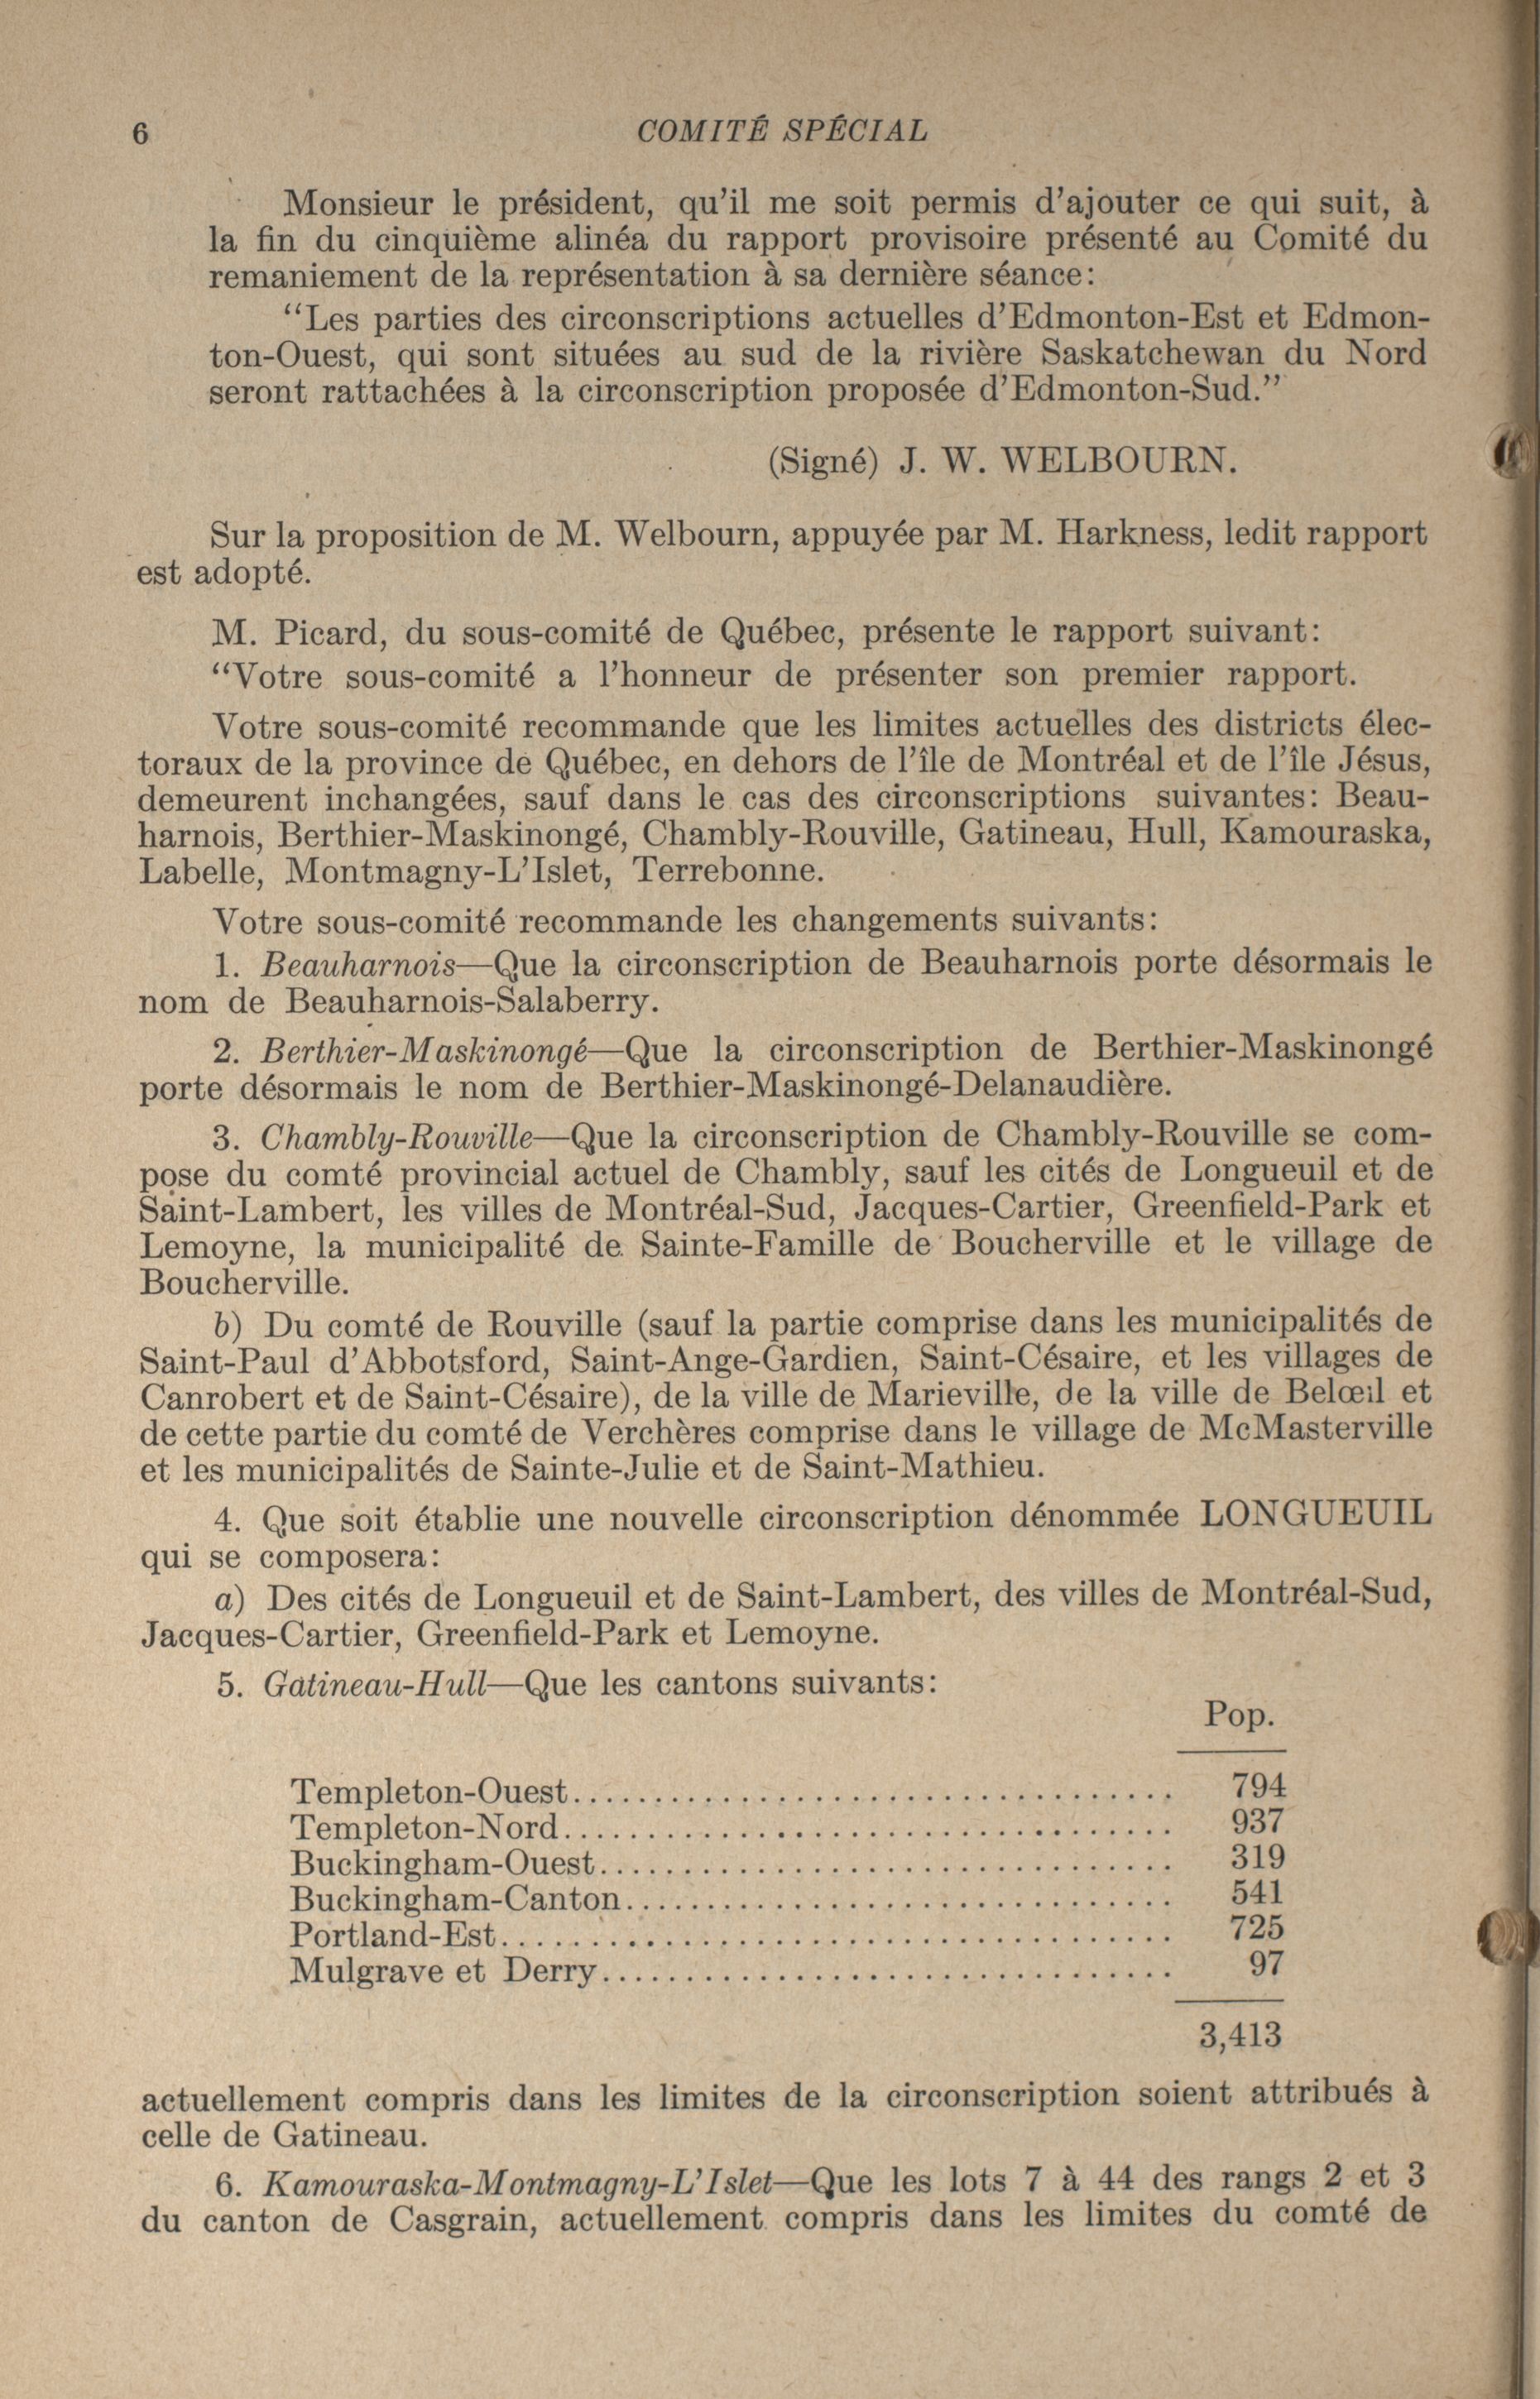 6
COMITÉ SPÉCIAL
Monsieur le président, qu'il me soit permis d'ajouter ce qui suit, à
la fin du cinquième alinéa du rapport provisoire présenté au Comité du
remaniement de la représentation à sa dernière séance:
“Les parties des circonscriptions actuelles d'Edmonton-Est et Edmon-
ton-Ouest, qui sont situées au sud de la rivière Saskatchewan du Nord
seront rattachées à la circonscription proposée d'Edmonton-Sud.”
(Signé) J. W. WELBOURN.
Sur la proposition de M. Welbourn, appuyée par M. Harkness, ledit rapport
est adopté.
M. Picard, du sous-comité de Québec, présente le rapport suivant:
“Votre sous-comité a l'honneur de présenter son premier rapport.
Votre sous-comité recommande que les limites actuelles des districts élec-
toraux de la province de Québec, en dehors de l'île de Montréal et de l'île Jésus,
demeurent inchangées, sauf dans le cas des circonscriptions suivantes: Beau-
harnois, Berthier-Maskinongé, Chambly-Rouville, Gatineau, Hull, Kamouraska,
Labelle, Montmagny-L'Islet, Terrebonne.
Votre sous-comité recommande les changements suivants:
1. Beauharnois—Que la circonscription de Beauharnois porte désormais le
nom de Beauharnois-Salaberry.
2. Berthier-Maskinongé—Que la circonscription de Berthier-Maskinongé
porte désormais le nom de Berthier-Maskinongé-Delanaudière.
3. Chambly-Rouville—Que la circonscription de Chambly-Rouville se com-
pose du comté provincial actuel de Chambly, sauf les cités de Longueuil et de
Saint-Lambert, les villes de Montréal-Sud, Jacques-Cartier, Greenfield-Park et
Lemoyne, la municipalité de Sainte-Famille de Boucherville et le village de
Boucherville.
b) Du comté de Rouville (sauf la partie comprise dans les municipalités de
Saint-Paul d'Abbotsford, Saint-Ange-Gardien, Saint-Césaire, et les villages de
Canrobert et de Saint-Césaire), de la ville de Marieville, de la ville de Belœil et
de cette partie du comté de Verchères comprise dans le village de McMasterville
et les municipalités de Sainte-Julie et de Saint-Mathieu.
4. Que soit établie une nouvelle circonscription dénommée LONGUEUIL
qui se composera:
a) Des cités de Longueuil et de Saint-Lambert, des villes de Montréal-Sud,
Jacques-Cartier, Greenfield-Park et Lemoyne.
5. Gatineau-Hull—Que les cantons suivants:
Pop.
Templeton-Ouest.................................. 794
Templeton-Nord.................................. 937
Buckingham-Ouest................................ 319
Buckingham-Canton.............................. 541
Portland-Est...................................... 725
Mulgrave et Derry................................ 97
3,413
actuellement compris dans les limites de la circonscription soient attribués à
celle de Gatineau.
6. Kamouraska-Montmagny-L'Islet—Que les lots 7 à 44 des rangs 2 et 3
du canton de Casgrain, actuellement compris dans les limites du comté de